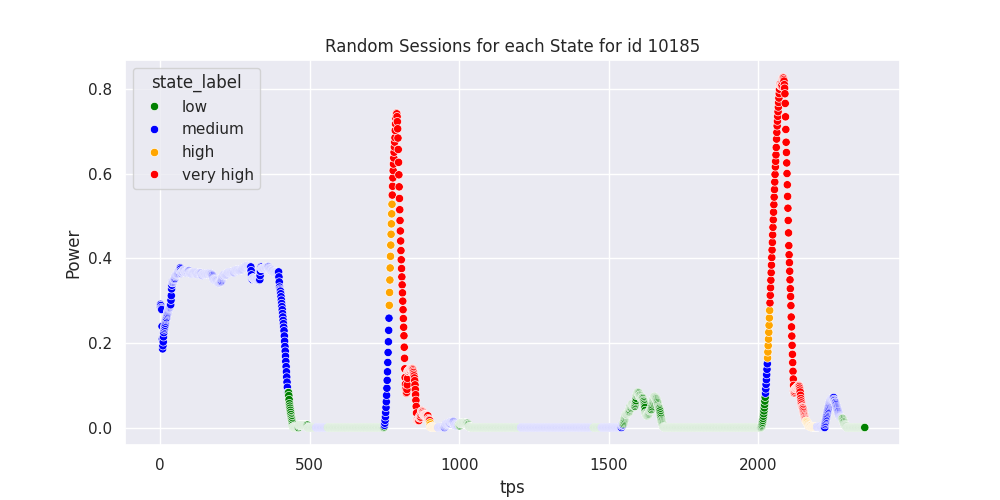 Random Sessions for each State for id 10185
state_label
low
medium
high
very high
Power
0.8
0.6
0.4
0.2
0.0
0 500 1000 1500 2000
tps